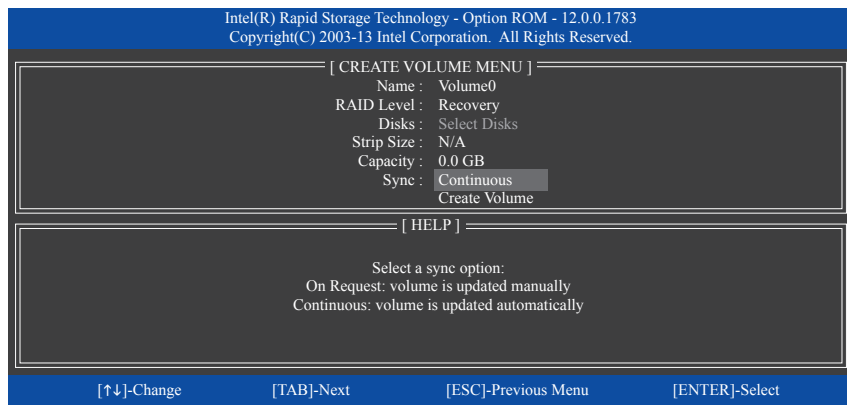 Intel(R) Rapid Storage Technology - Option ROM - 12.0.0.1783
Copyright(C) 2003-13 Intel Corporation. All Rights Reserved.
[ CREATE VOLUME MENU ]
Name : Volume0
RAID Level : Recovery
Disks : Select Disks
Strip Size : N/A
Capacity : 0.0 GB
Sync : Continuous
Create Volume
[ HELP ]
Select a sync option:
On Request: volume is updated manually
Continuous: volume is updated automatically
[↑↓]-Change [TAB]-Next [ESC]-Previous Menu [ENTER]-Select